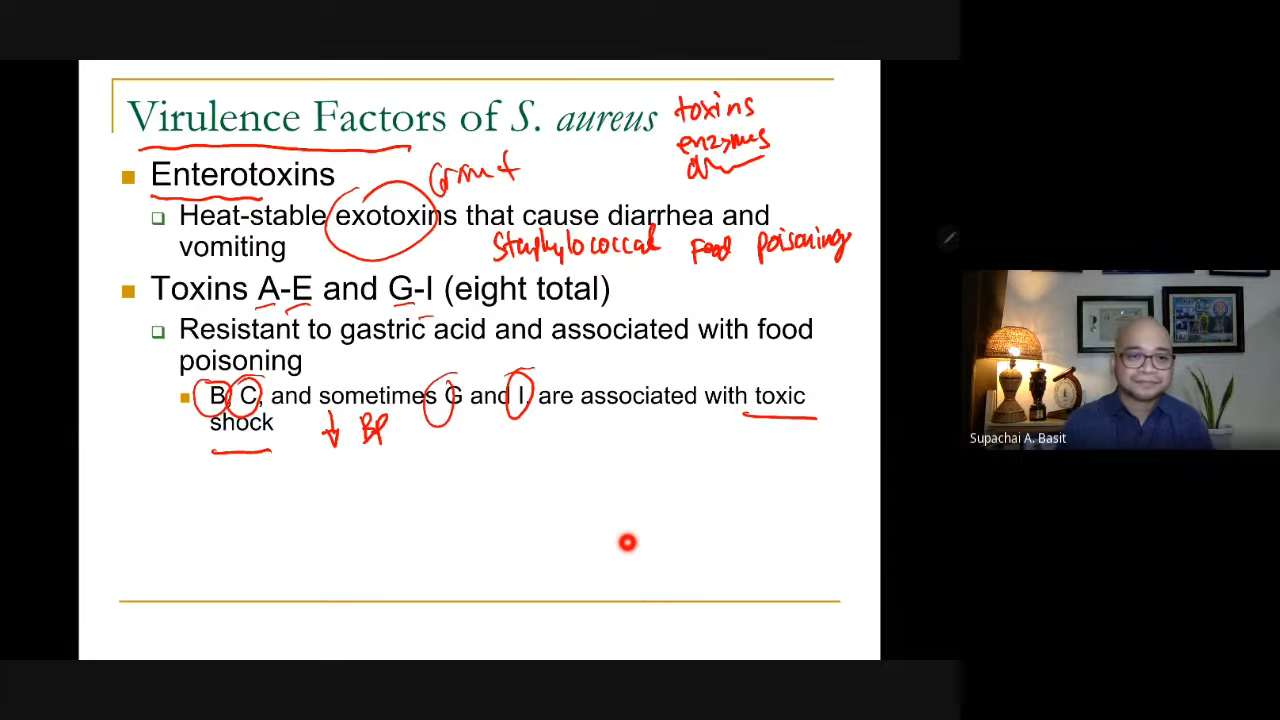 Virulence Factors of S. aureus
toxins
enzymes
Enterotoxins
Gram +
Heat-stable exotoxins that cause diarrhea and
vomiting
Staphylococcal Food poisoning
Toxins A-E and G-I (eight total)
Resistant to gastric acid and associated with food
poisoning
B, C, and sometimes G and I, are associated with toxic
shock
↓ BP
Supachai A. Basit